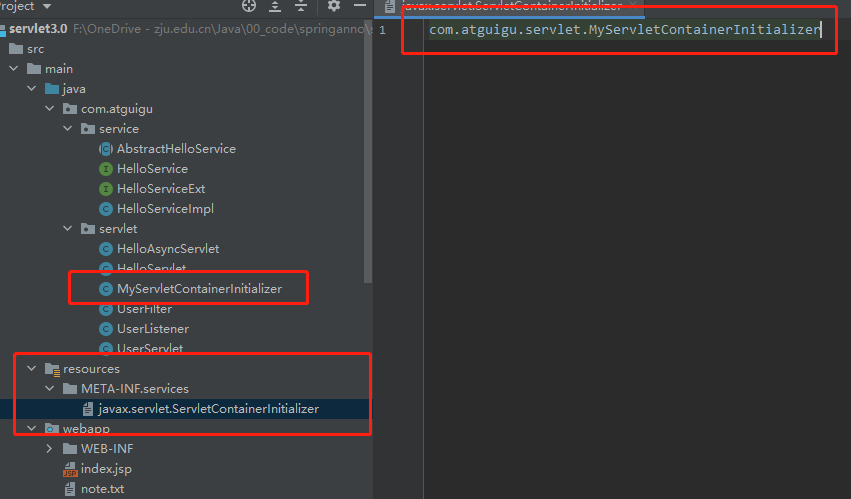 Project
servlet3.0 F:\OneDrive - zju.edu.cn\Java\00_code\springanno\s
src
main
java
com.atguigu
service
AbstractHelloService
HelloService
HelloServiceExt
HelloServiceImpl
servlet
HelloAsyncServlet
HelloServlet
MyServletContainerInitializer
UserFilter
UserListener
UserServlet
resources
META-INF.services
javax.servlet.ServletContainerInitializer
webapp
WEB-INF
index.jsp
note.txt
javax.servlet.ServletContainerInitializer
1 com.atguigu.servlet.MyServletContainerInitializer